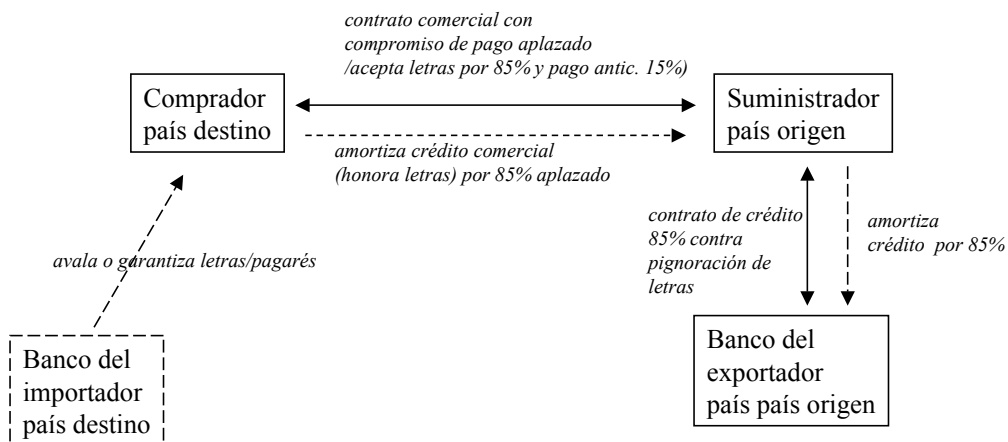 contrato comercial con
compromiso de pago aplazado
/acepta letras por 85% y pago antic. 15%)
Comprador
país destino
Suministrador
país origen
amortiza crédito comercial
(honora letras) por 85% aplazado
contrato de crédito
85% contra
pignoración de
letras
amortiza
crédito por 85%
avala o garantiza letras/pagarés
Banco del
importador
país destino
Banco del
exportador
país país origen